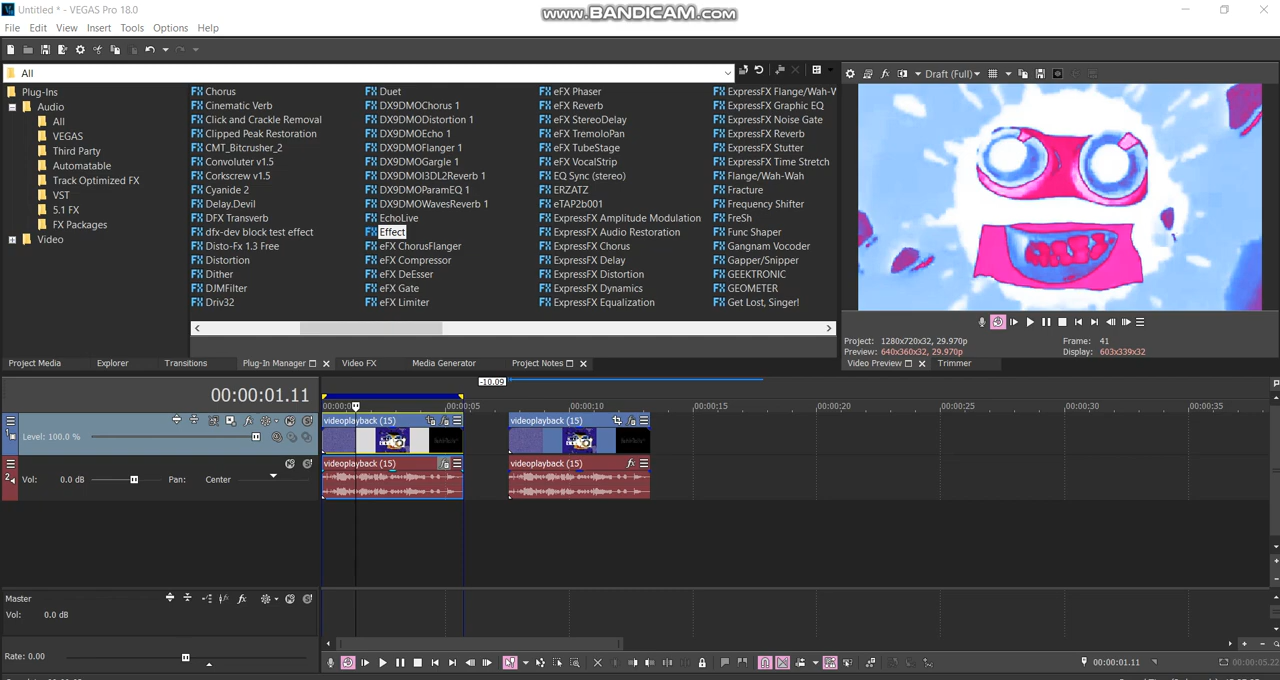 Untitled * - VEGAS Pro 18.0
www.BANDICAM.com
File Edit View Insert Tools Options Help
All
Plug-Ins
Audio
All
VEGAS
Third Party
Automatable
Track Optimized FX
VST
5.1 FX
FX Packages
Video
Chorus
Cinematic Verb
Click and Crackle Removal
Clipped Peak Restoration
CMT_Bitcrusher_2
Convoluter v1.5
Corkscrew v1.5
Cyanide 2
Delay.Devil
DFX Transverb
dfx-dev block test effect
Disto-Fx 1.3 Free
Distortion
Dither
DJMFilter
Driv32
Duet
DX9DMOChorus 1
DX9DMODistortion 1
DX9DMOEcho 1
DX9DMOFlanger 1
DX9DMOGargle 1
DX9DMOI3DL2Reverb 1
DX9DMOParamEQ 1
DX9DMOWavesReverb 1
EchoLive
Effect
eFX ChorusFlanger
eFX Compressor
eFX DeEsser
eFX Gate
eFX Limiter
eFX Phaser
eFX Reverb
eFX StereoDelay
eFX TremoloPan
eFX TubeStage
eFX VocalStrip
EQ Sync (stereo)
ERZATZ
eTAP2b001
ExpressFX Amplitude Modulation
ExpressFX Audio Restoration
ExpressFX Chorus
ExpressFX Delay
ExpressFX Distortion
ExpressFX Dynamics
ExpressFX Equalization
ExpressFX Flange/Wah-W
ExpressFX Graphic EQ
ExpressFX Noise Gate
ExpressFX Reverb
ExpressFX Stutter
ExpressFX Time Stretch
Flange/Wah-Wah
Fracture
Frequency Shifter
FreSh
Func Shaper
Gangnam Vocoder
Gapper/Snipper
GEEKTRONIC
GEOMETER
Get Lost, Singer!
Draft (Full)
Project: 1280x720x32, 29.970p Frame: 41
Preview: 640x360x32, 29.970p Display: 603x339x32
Project Media Explorer Transitions Plug-In Manager Video FX Media Generator Project Notes
Video Preview Trimmer
00:00:01.11
-10.09
00:00:05 00:00:10 00:00:15 00:00:20 00:00:25 00:00:30 00:00:35
1
Level: 100.0 %
videoplayback (15) videoplayback (15)
2
Vol: 0.0 dB Pan: Center
videoplayback (15) videoplayback (15)
Master
Vol: 0.0 dB
Rate: 0.00
00:00:01.11 00:00:05.22